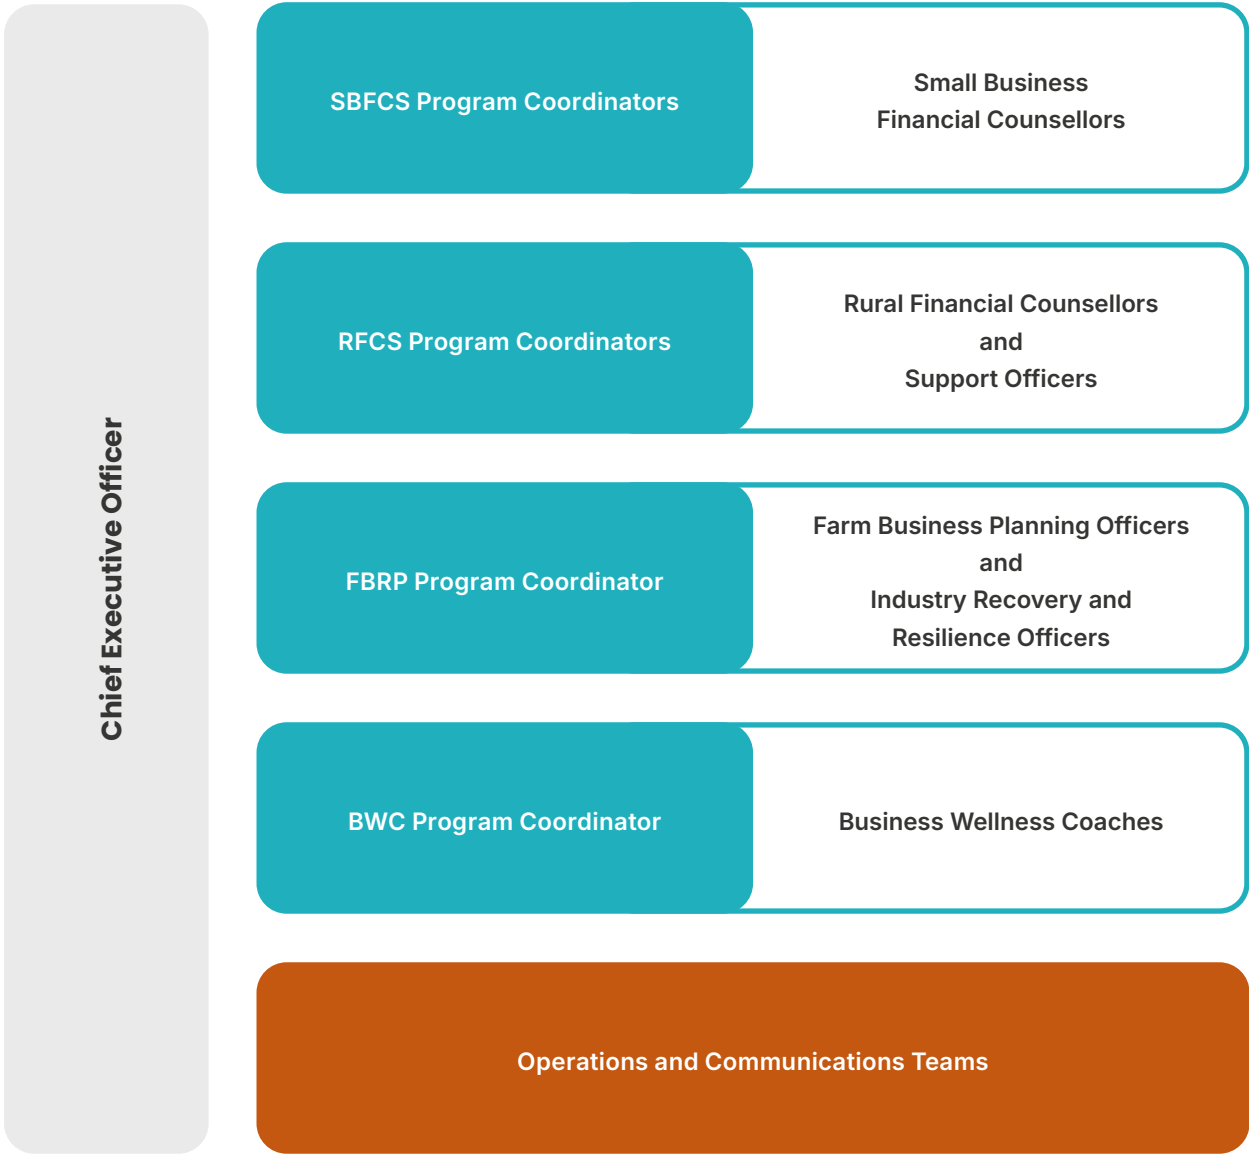 Chief Executive Officer
SBFCS Program Coordinators
Small Business
Financial Counsellors
RFCS Program Coordinators
Rural Financial Counsellors
and
Support Officers
FBRP Program Coordinator
Farm Business Planning Officers
and
Industry Recovery and
Resilience Officers
BWC Program Coordinator
Business Wellness Coaches
Operations and Communications Teams